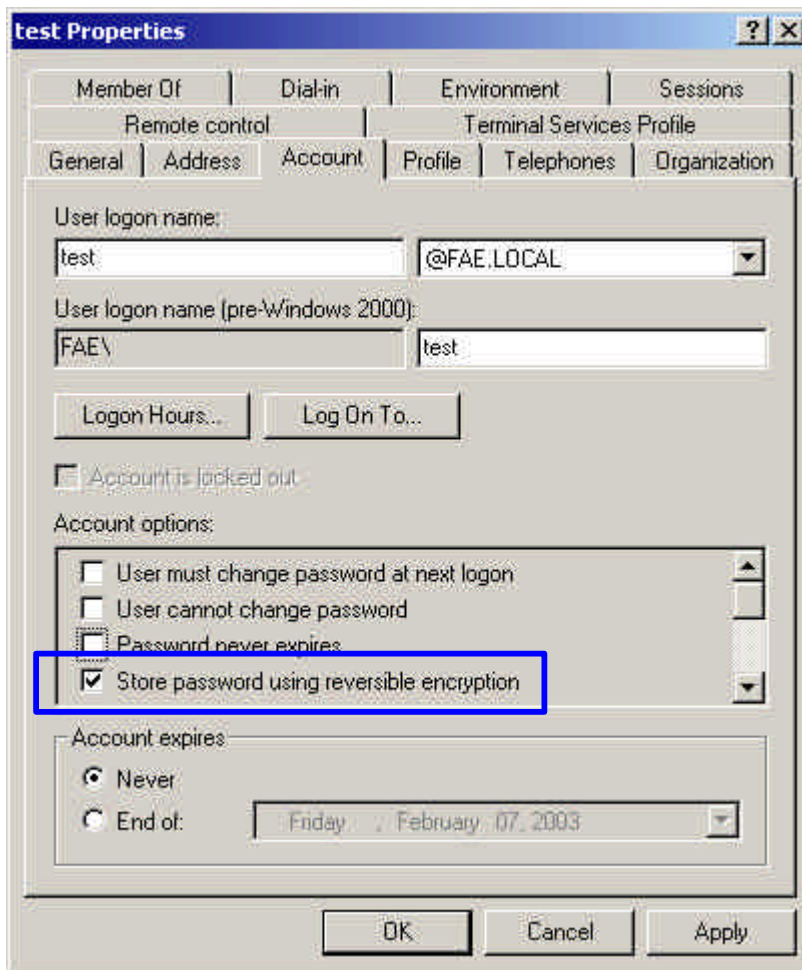 test Properties
Member Of Dial-in Environment Sessions
Remote control Terminal Services Profile
General Address Account Profile Telephones Organization
User logon name:
test @FAE.LOCAL
User logon name (pre-Windows 2000):
FAE\ test
Logon Hours... Log On To...
Account is locked out
Account options:
User must change password at next logon
User cannot change password
Password never expires
Store password using reversible encryption
Account expires
Never
End of: Friday , February 07, 2003
OK Cancel Apply